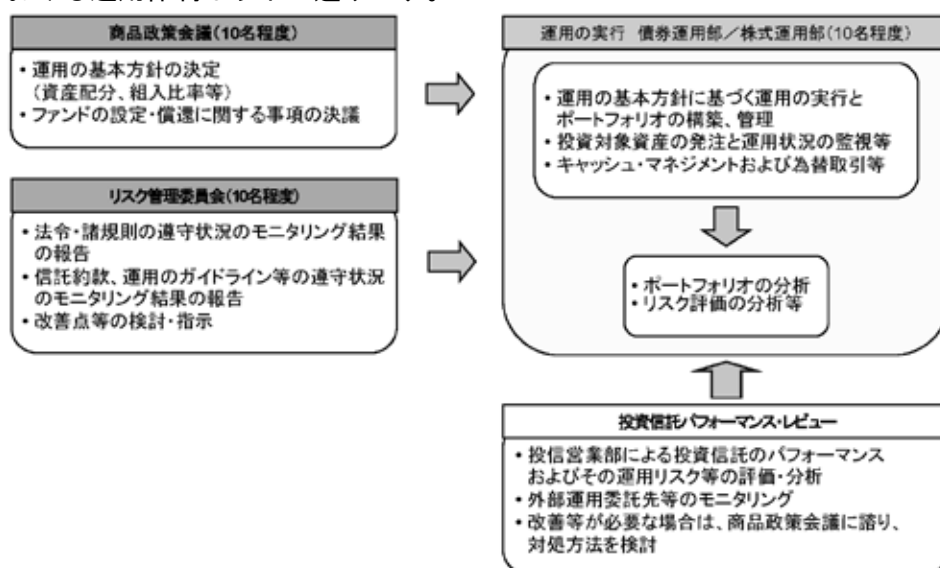 商品政策会議(10名程度)
・運用の基本方針の決定
(資産配分、組入比率等)
・ファンドの設定・償還に関する事項の決議
リスク管理委員会(10名程度)
・法令・諸規則の遵守状況のモニタリング結果
の報告
・信託約款、運用のガイドライン等の遵守状況
のモニタリング結果の報告
・改善点等の検討・指示
運用の実行 債券運用部/株式運用部(10名程度)
・運用の基本方針に基づく運用の実行と
ポートフォリオの構築、管理
・投資対象資産の発注と運用状況の監視等
・キャッシュ・マネジメントおよび為替取引等
・ポートフォリオの分析
・リスク評価の分析等
投資信託パフォーマンス・レビュー
・投信営業部による投資信託のパフォーマンス
およびその運用リスク等の評価・分析
・外部運用委託先等のモニタリング
・改善等が必要な場合は、商品政策会議に諮り、
対処方法を検討